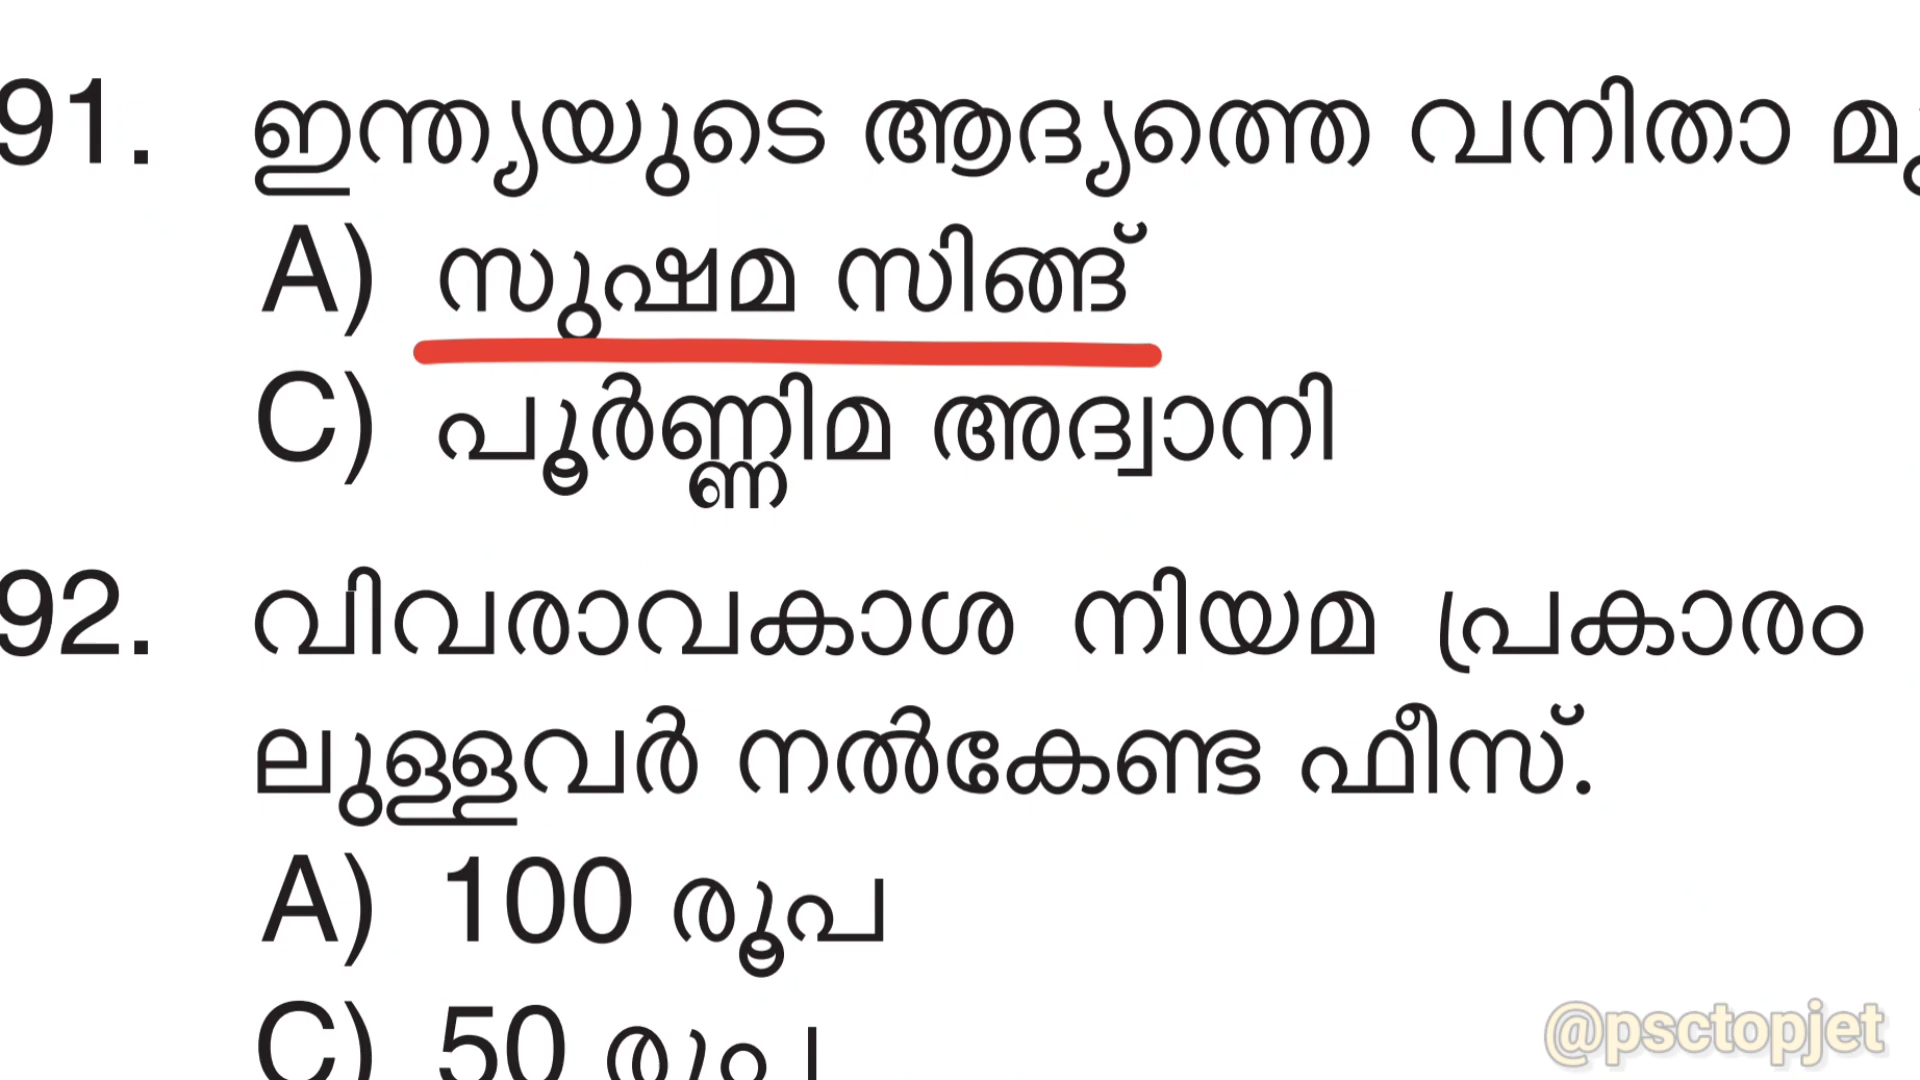 91. ഇന്ത്യയുടെ ആദ്യത്തെ വനിതാ
A) സുഷമ സിങ്ങ്
C) പൂർണ്ണിമ അദ്വാനി
92. വിവരാവകാശ നിയമ പ്രകാരം
ലുള്ളവർ നൽകേണ്ട ഫീസ്.
A) 100 രൂപ
C) 50 രൂപ
@psctopjet